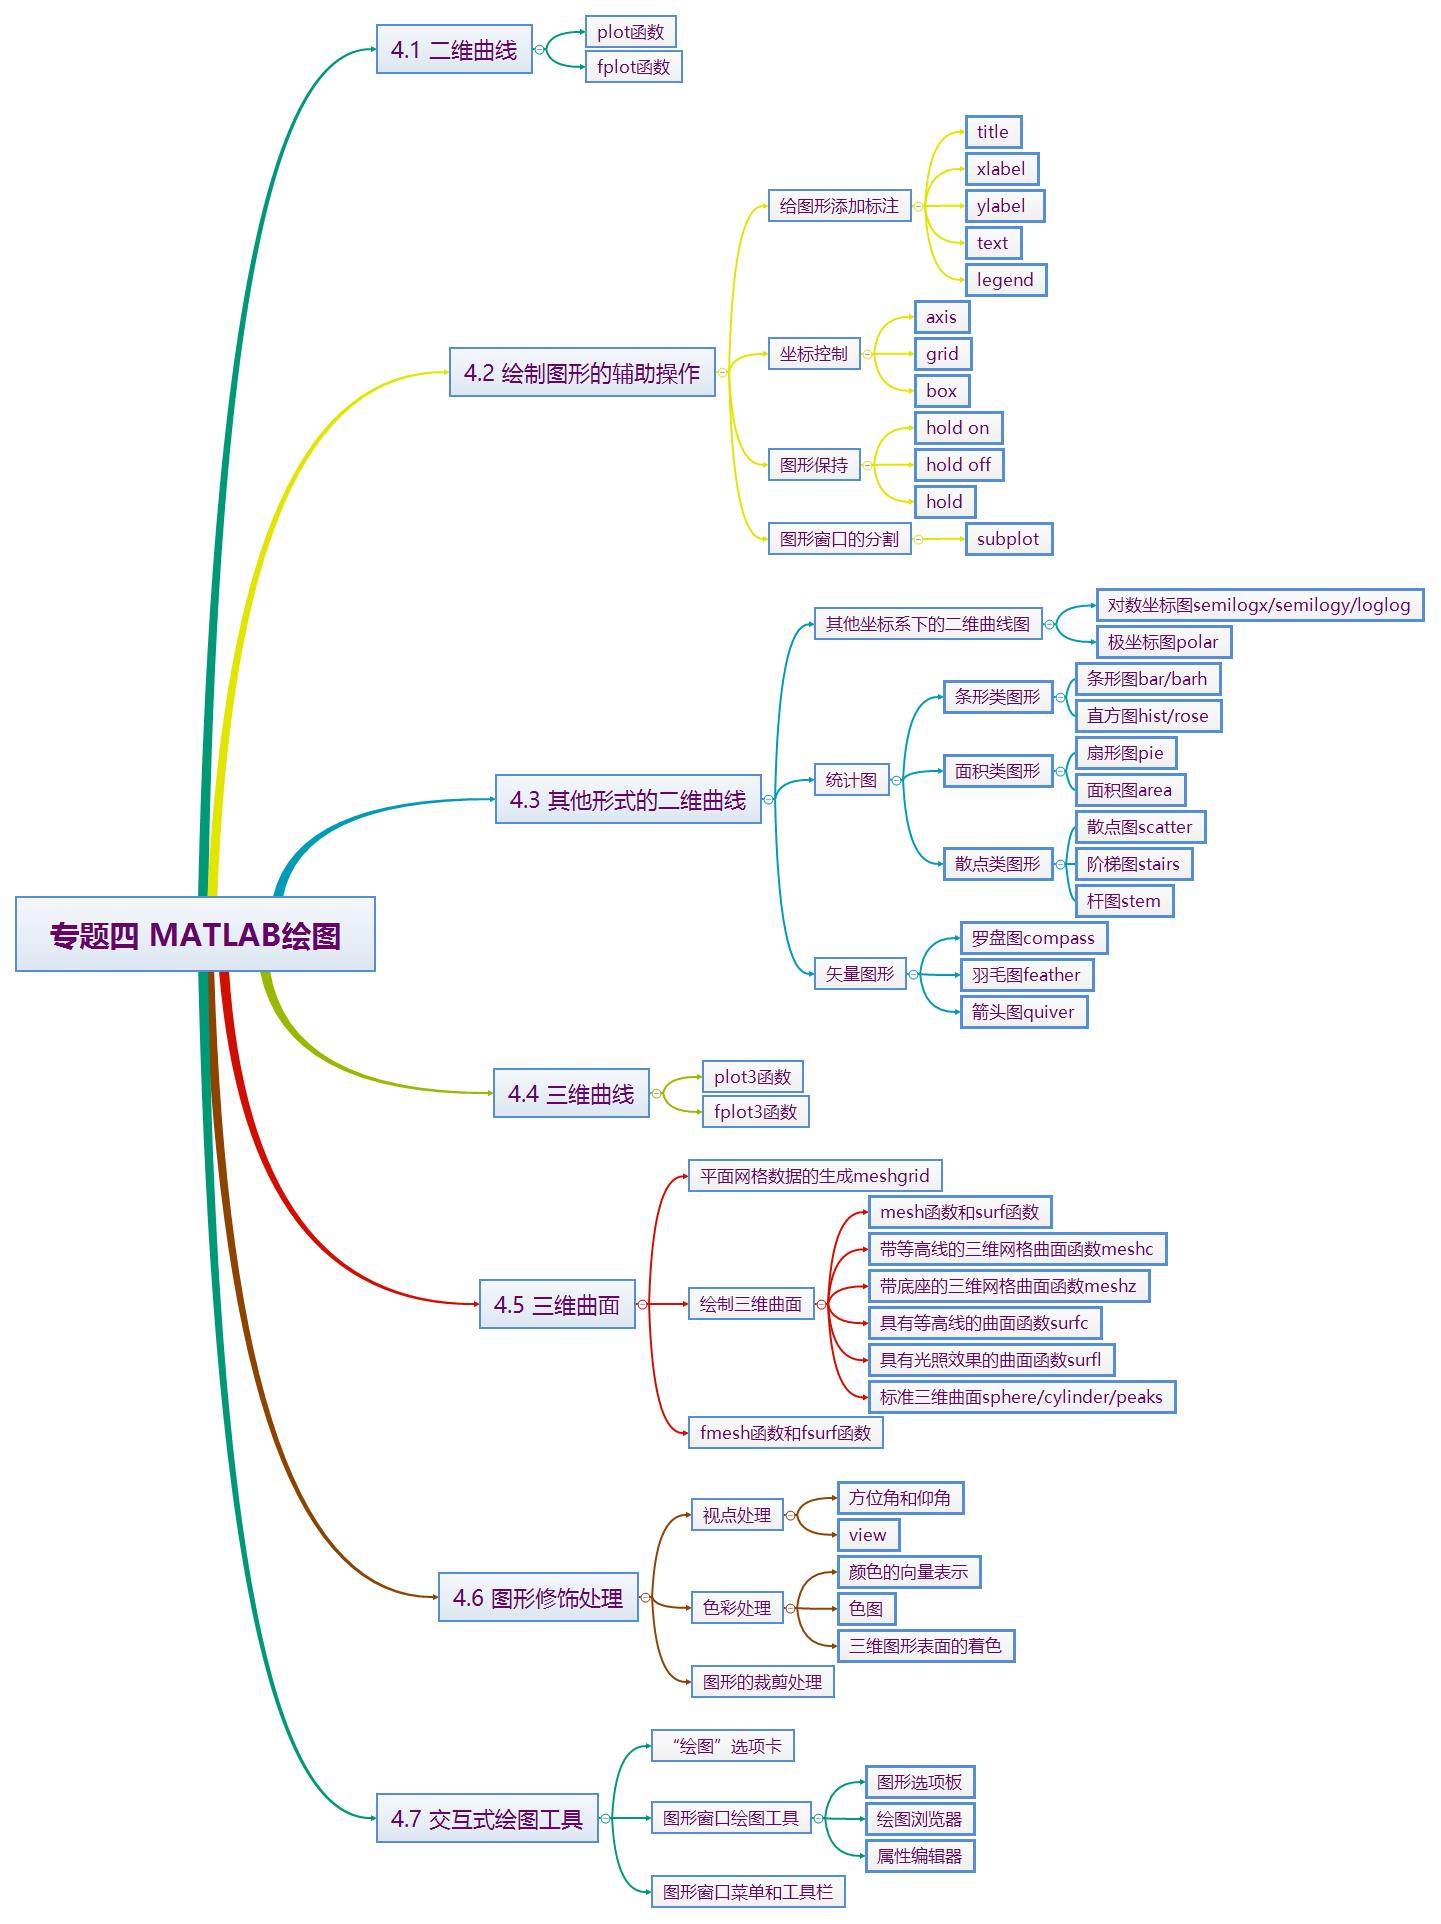 专题四 MATLAB绘图
4.1 二维曲线
plot函数
fplot函数
4.2 绘制图形的辅助操作
给图形添加标注
title
xlabel
ylabel
text
legend
坐标控制
axis
grid
box
图形保持
hold on
hold off
hold
图形窗口的分割
subplot
4.3 其他形式的二维曲线
其他坐标系下的二维曲线图
对数坐标图semilogx/semilogy/loglog
极坐标图polar
统计图
条形类图形
条形图bar/barh
直方图hist/rose
面积类图形
扇形图pie
面积图area
散点类图形
散点图scatter
阶梯图stairs
杆图stem
矢量图形
罗盘图compass
羽毛图feather
箭头图quiver
4.4 三维曲线
plot3函数
fplot3函数
4.5 三维曲面
平面网格数据的生成meshgrid
绘制三维曲面
mesh函数和surf函数
带等高线的三维网格曲面函数meshc
带底座的三维网格曲面函数meshz
具有等高线的曲面函数surfc
具有光照效果的曲面函数surfl
标准三维曲面sphere/cylinder/peaks
fmesh函数和fsurf函数
4.6 图形修饰处理
视点处理
方位角和仰角
view
色彩处理
颜色的向量表示
色图
三维图形表面的着色
图形的裁剪处理
4.7 交互式绘图工具
“绘图”选项卡
图形窗口绘图工具
图形选项板
绘图浏览器
属性编辑器
图形窗口菜单和工具栏